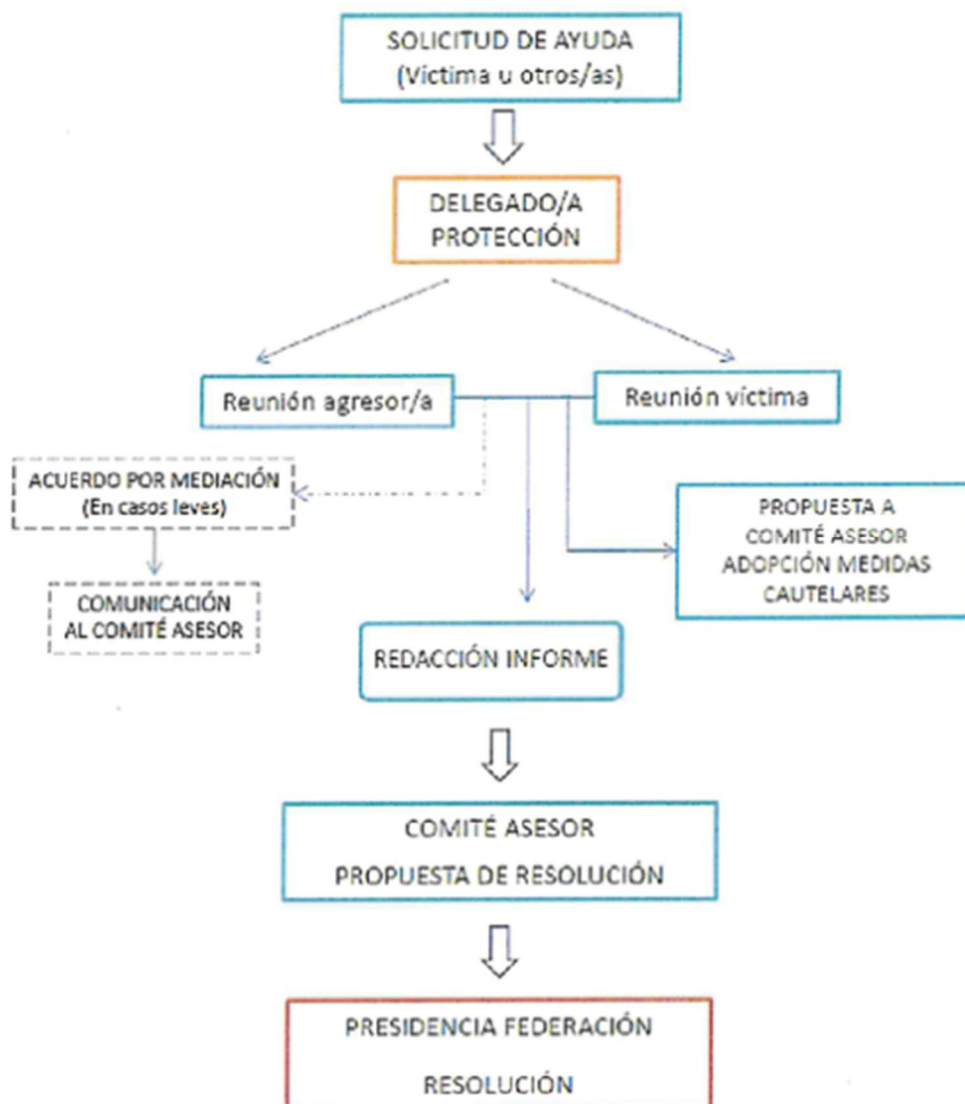 SOLICITUD DE AYUDA
(Víctima u otros/as)
DELEGADO/A
PROTECCIÓN
Reunión agresor/a
Reunión víctima
ACUERDO POR MEDIACIÓN
(En casos leves)
COMUNICACIÓN
AL COMITÉ ASESOR
PROPUESTA A
COMITÉ ASESOR
ADOPCIÓN MEDIDAS
CAUTELARES
REDACCIÓN INFORME
COMITÉ ASESOR
PROPUESTA DE RESOLUCIÓN
PRESIDENCIA FEDERACIÓN
RESOLUCIÓN